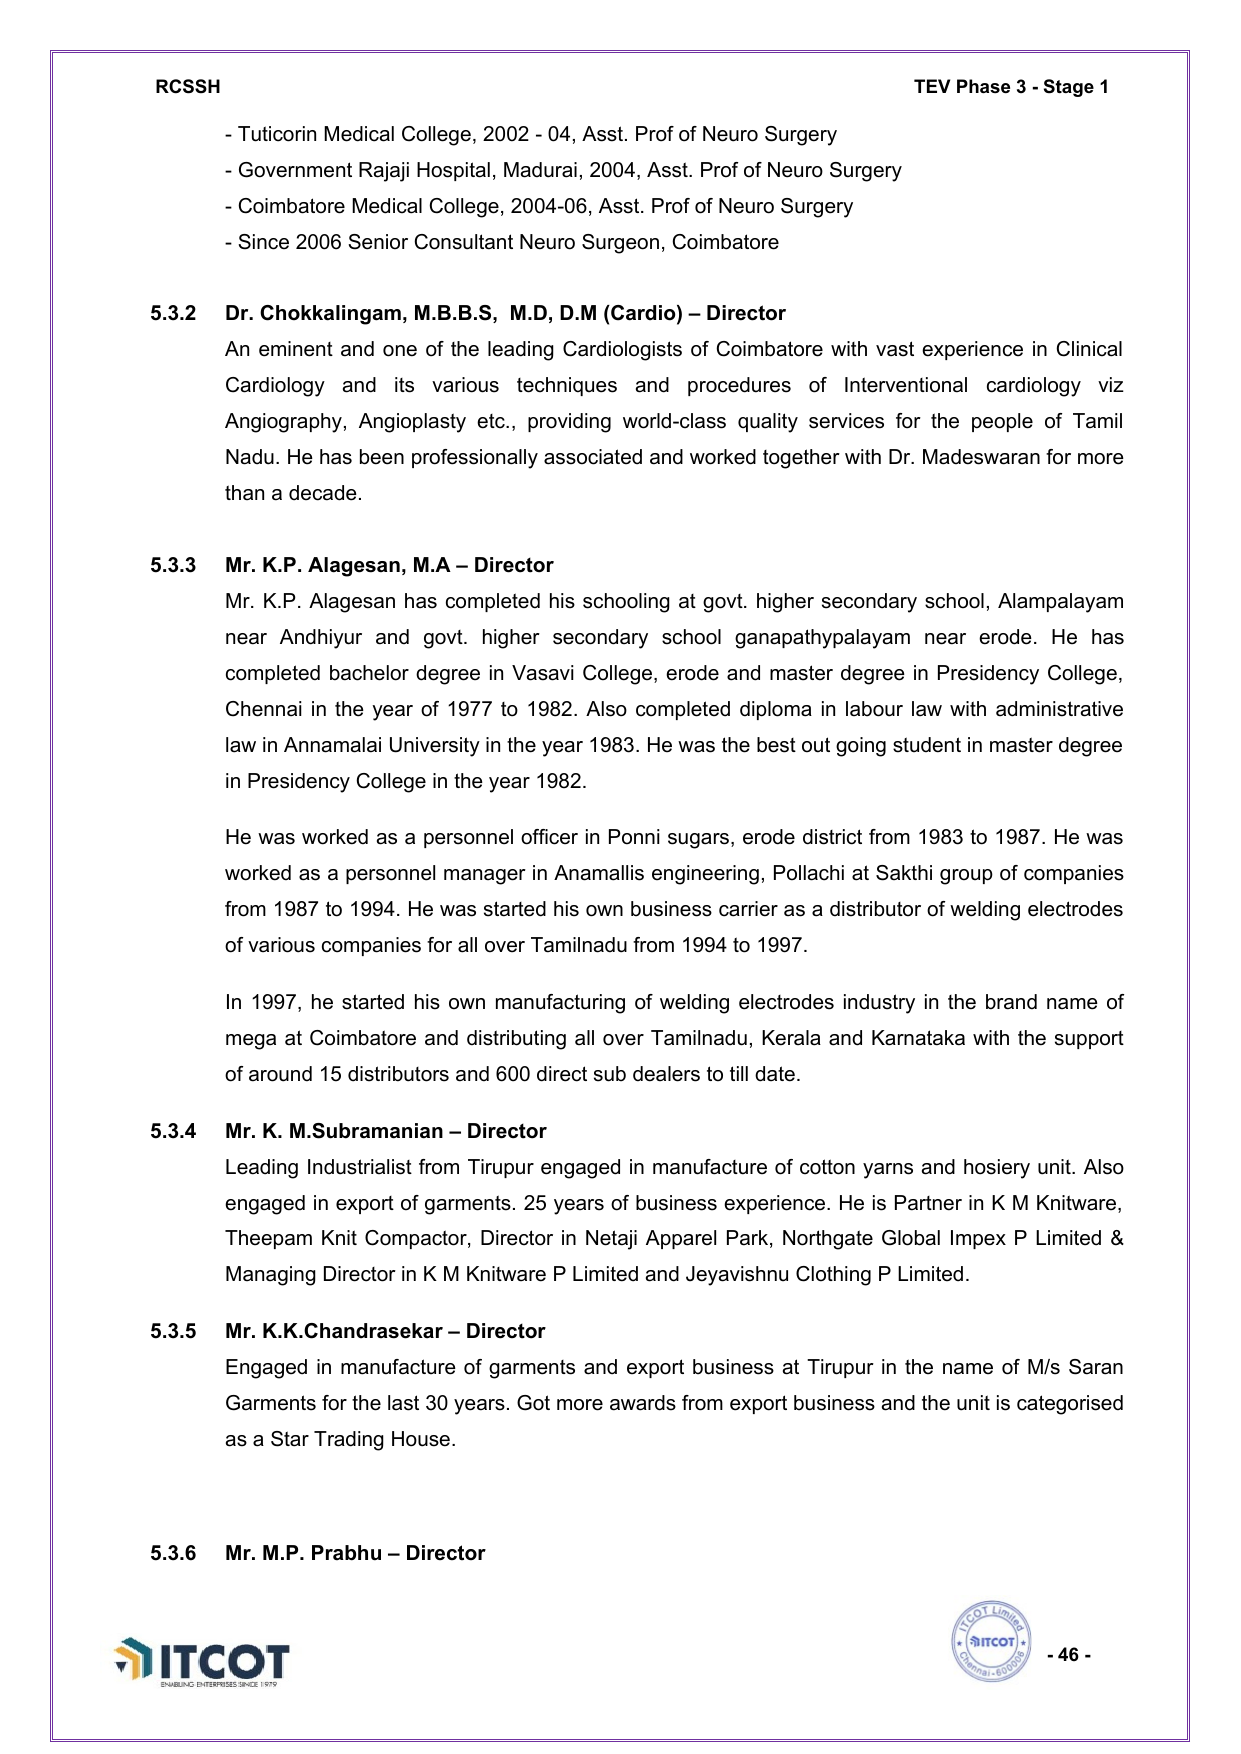 RCSSH TEV Phase 3 - Stage 1
- Tuticorin Medical College, 2002 - 04, Asst. Prof of Neuro Surgery
- Government Rajaji Hospital, Madurai, 2004, Asst. Prof of Neuro Surgery
- Coimbatore Medical College, 2004-06, Asst. Prof of Neuro Surgery
- Since 2006 Senior Consultant Neuro Surgeon, Coimbatore
5.3.2 Dr. Chokkalingam, M.B.B.S, M.D, D.M (Cardio) – Director
An eminent and one of the leading Cardiologists of Coimbatore with vast experience in Clinical
Cardiology and its various techniques and procedures of Interventional cardiology viz
Angiography, Angioplasty etc., providing world-class quality services for the people of Tamil
Nadu. He has been professionally associated and worked together with Dr. Madeswaran for more
than a decade.
5.3.3 Mr. K.P. Alagesan, M.A – Director
Mr. K.P. Alagesan has completed his schooling at govt. higher secondary school, Alampalayam
near Andhiyur and govt. higher secondary school ganapathypalayam near erode. He has
completed bachelor degree in Vasavi College, erode and master degree in Presidency College,
Chennai in the year of 1977 to 1982. Also completed diploma in labour law with administrative
law in Annamalai University in the year 1983. He was the best out going student in master degree
in Presidency College in the year 1982.
He was worked as a personnel officer in Ponni sugars, erode district from 1983 to 1987. He was
worked as a personnel manager in Anamallis engineering, Pollachi at Sakthi group of companies
from 1987 to 1994. He was started his own business carrier as a distributor of welding electrodes
of various companies for all over Tamilnadu from 1994 to 1997.
In 1997, he started his own manufacturing of welding electrodes industry in the brand name of
mega at Coimbatore and distributing all over Tamilnadu, Kerala and Karnataka with the support
of around 15 distributors and 600 direct sub dealers to till date.
5.3.4 Mr. K. M.Subramanian – Director
Leading Industrialist from Tirupur engaged in manufacture of cotton yarns and hosiery unit. Also
engaged in export of garments. 25 years of business experience. He is Partner in K M Knitware,
Theepam Knit Compactor, Director in Netaji Apparel Park, Northgate Global Impex P Limited &
Managing Director in K M Knitware P Limited and Jeyavishnu Clothing P Limited.
5.3.5 Mr. K.K.Chandrasekar – Director
Engaged in manufacture of garments and export business at Tirupur in the name of M/s Saran
Garments for the last 30 years. Got more awards from export business and the unit is categorised
as a Star Trading House.
5.3.6 Mr. M.P. Prabhu – Director
ITCOT
ENABLING ENTERPRISES SINCE 1979
ITCOT Limited
ITCOT
Chennai-600006
- 46 -